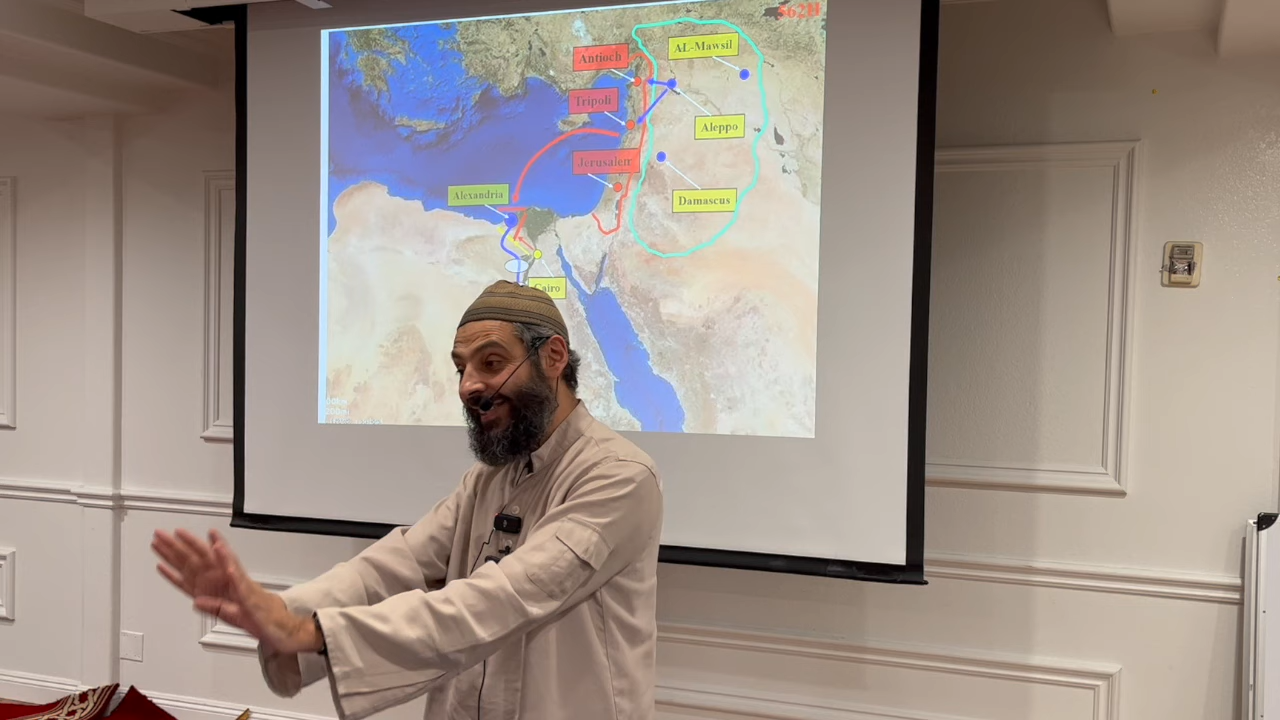 562H
AL-Mawsil
Antioch
Tripoli
Aleppo
Jerusalem
Alexandria
Damascus
Cairo